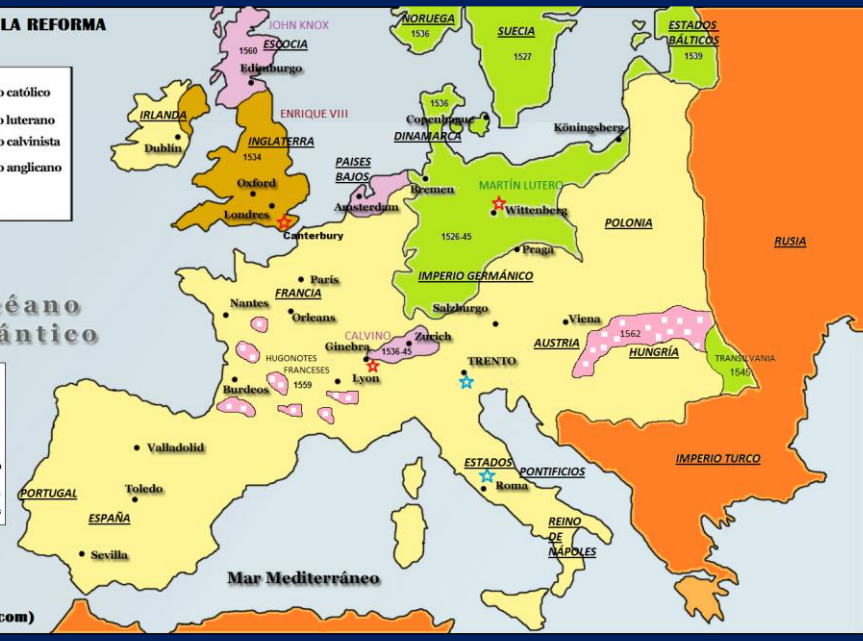 LA REFORMA
o católico
o luterano
o calvinista
o anglicano
JOHN KNOX
1560
ESCOCIA
Edimburgo
NORUEGA
1536
SUECIA
1527
ESTADOS
BÁLTICOS
1539
IRLANDA
Dublín
ENRIQUE VIII
INGLATERRA
1534
Oxford
Londres
Canterbury
PAISES
BAJOS
Amsterdam
1536
Copenhague
DINAMARCA
Köningsberg
Bremen
MARTÍN LUTERO
Wittenberg
1526-45
Praga
IMPERIO GERMÁNICO
POLONIA
RUSIA
éano
ántico
París
FRANCIA
Nantes
Orleans
HUGONOTES
FRANCESES
1559
Burdeos
Lyon
CALVINO
Ginebra
Zurich
1536-45
Salzburgo
Viena
AUSTRIA
1562
HUNGRÍA
TRANSILVANIA
1545
TRENTO
IMPERIO TURCO
ESTADOS
PONTIFICIOS
Roma
REINO
DE
NÁPOLES
Valladolid
Toledo
PORTUGAL
ESPAÑA
Sevilla
Mar Mediterráneo
com)